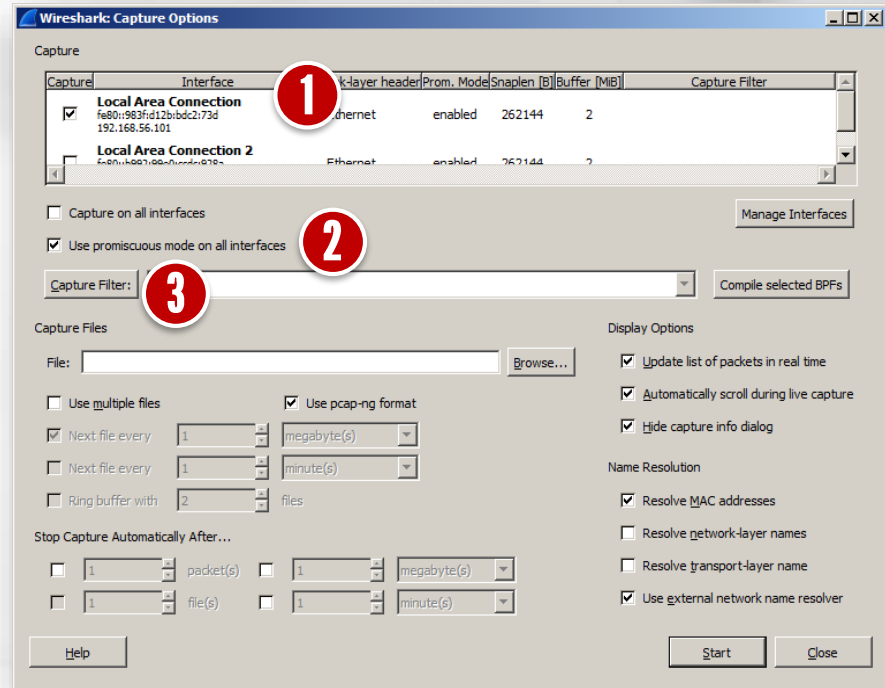 Wireshark: Capture Options
Capture
Capture Interface k-layer header Prom. Mode Snaplen [B] Buffer [MiB] Capture Filter
1
Local Area Connection
fe80::983f:d12b:bdc2:73d thernet enabled 262144 2
192.168.56.101
Local Area Connection 2
Ethernet enabled 262144 2
Capture on all interfaces
Manage Interfaces
Use promiscuous mode on all interfaces
2
Capture Filter:
3
Compile selected BPFs
Capture Files
File: Browse...
Use multiple files Use pcap-ng format
Next file every 1 megabyte(s)
Next file every 1 minute(s)
Ring buffer with 2 files
Stop Capture Automatically After...
1 packet(s) 1 megabyte(s)
1 file(s) 1 minute(s)
Display Options
Update list of packets in real time
Automatically scroll during live capture
Hide capture info dialog
Name Resolution
Resolve MAC addresses
Resolve network-layer names
Resolve transport-layer name
Use external network name resolver
Help Start Close